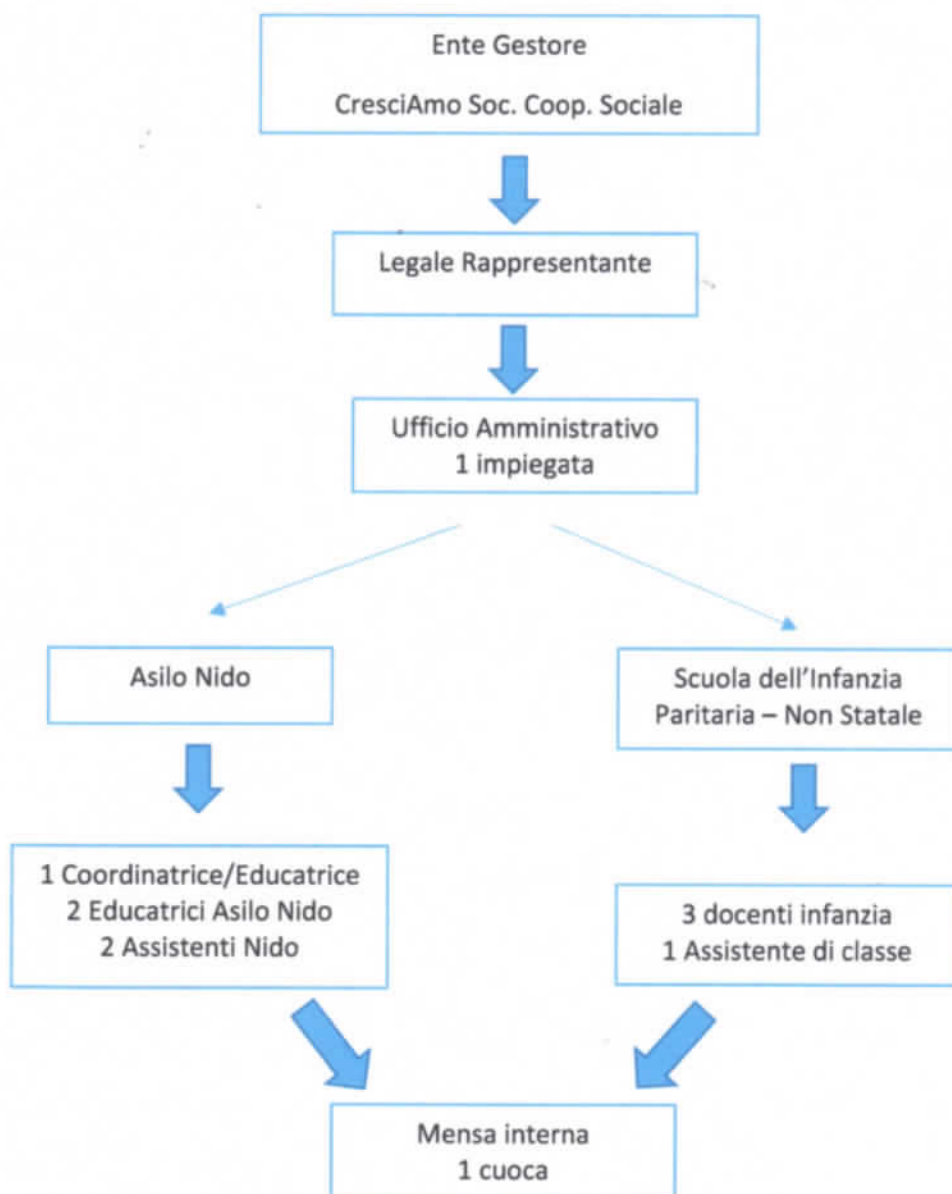 Ente Gestore
CresciAmo Soc. Coop. Sociale
Legale Rappresentante
Ufficio Amministrativo
1 impiegata
Asilo Nido
Scuola dell'Infanzia
Paritaria – Non Statale
1 Coordinatrice/Educatrice
2 Educatrici Asilo Nido
2 Assistenti Nido
3 docenti infanzia
1 Assistente di classe
Mensa interna
1 cuoca